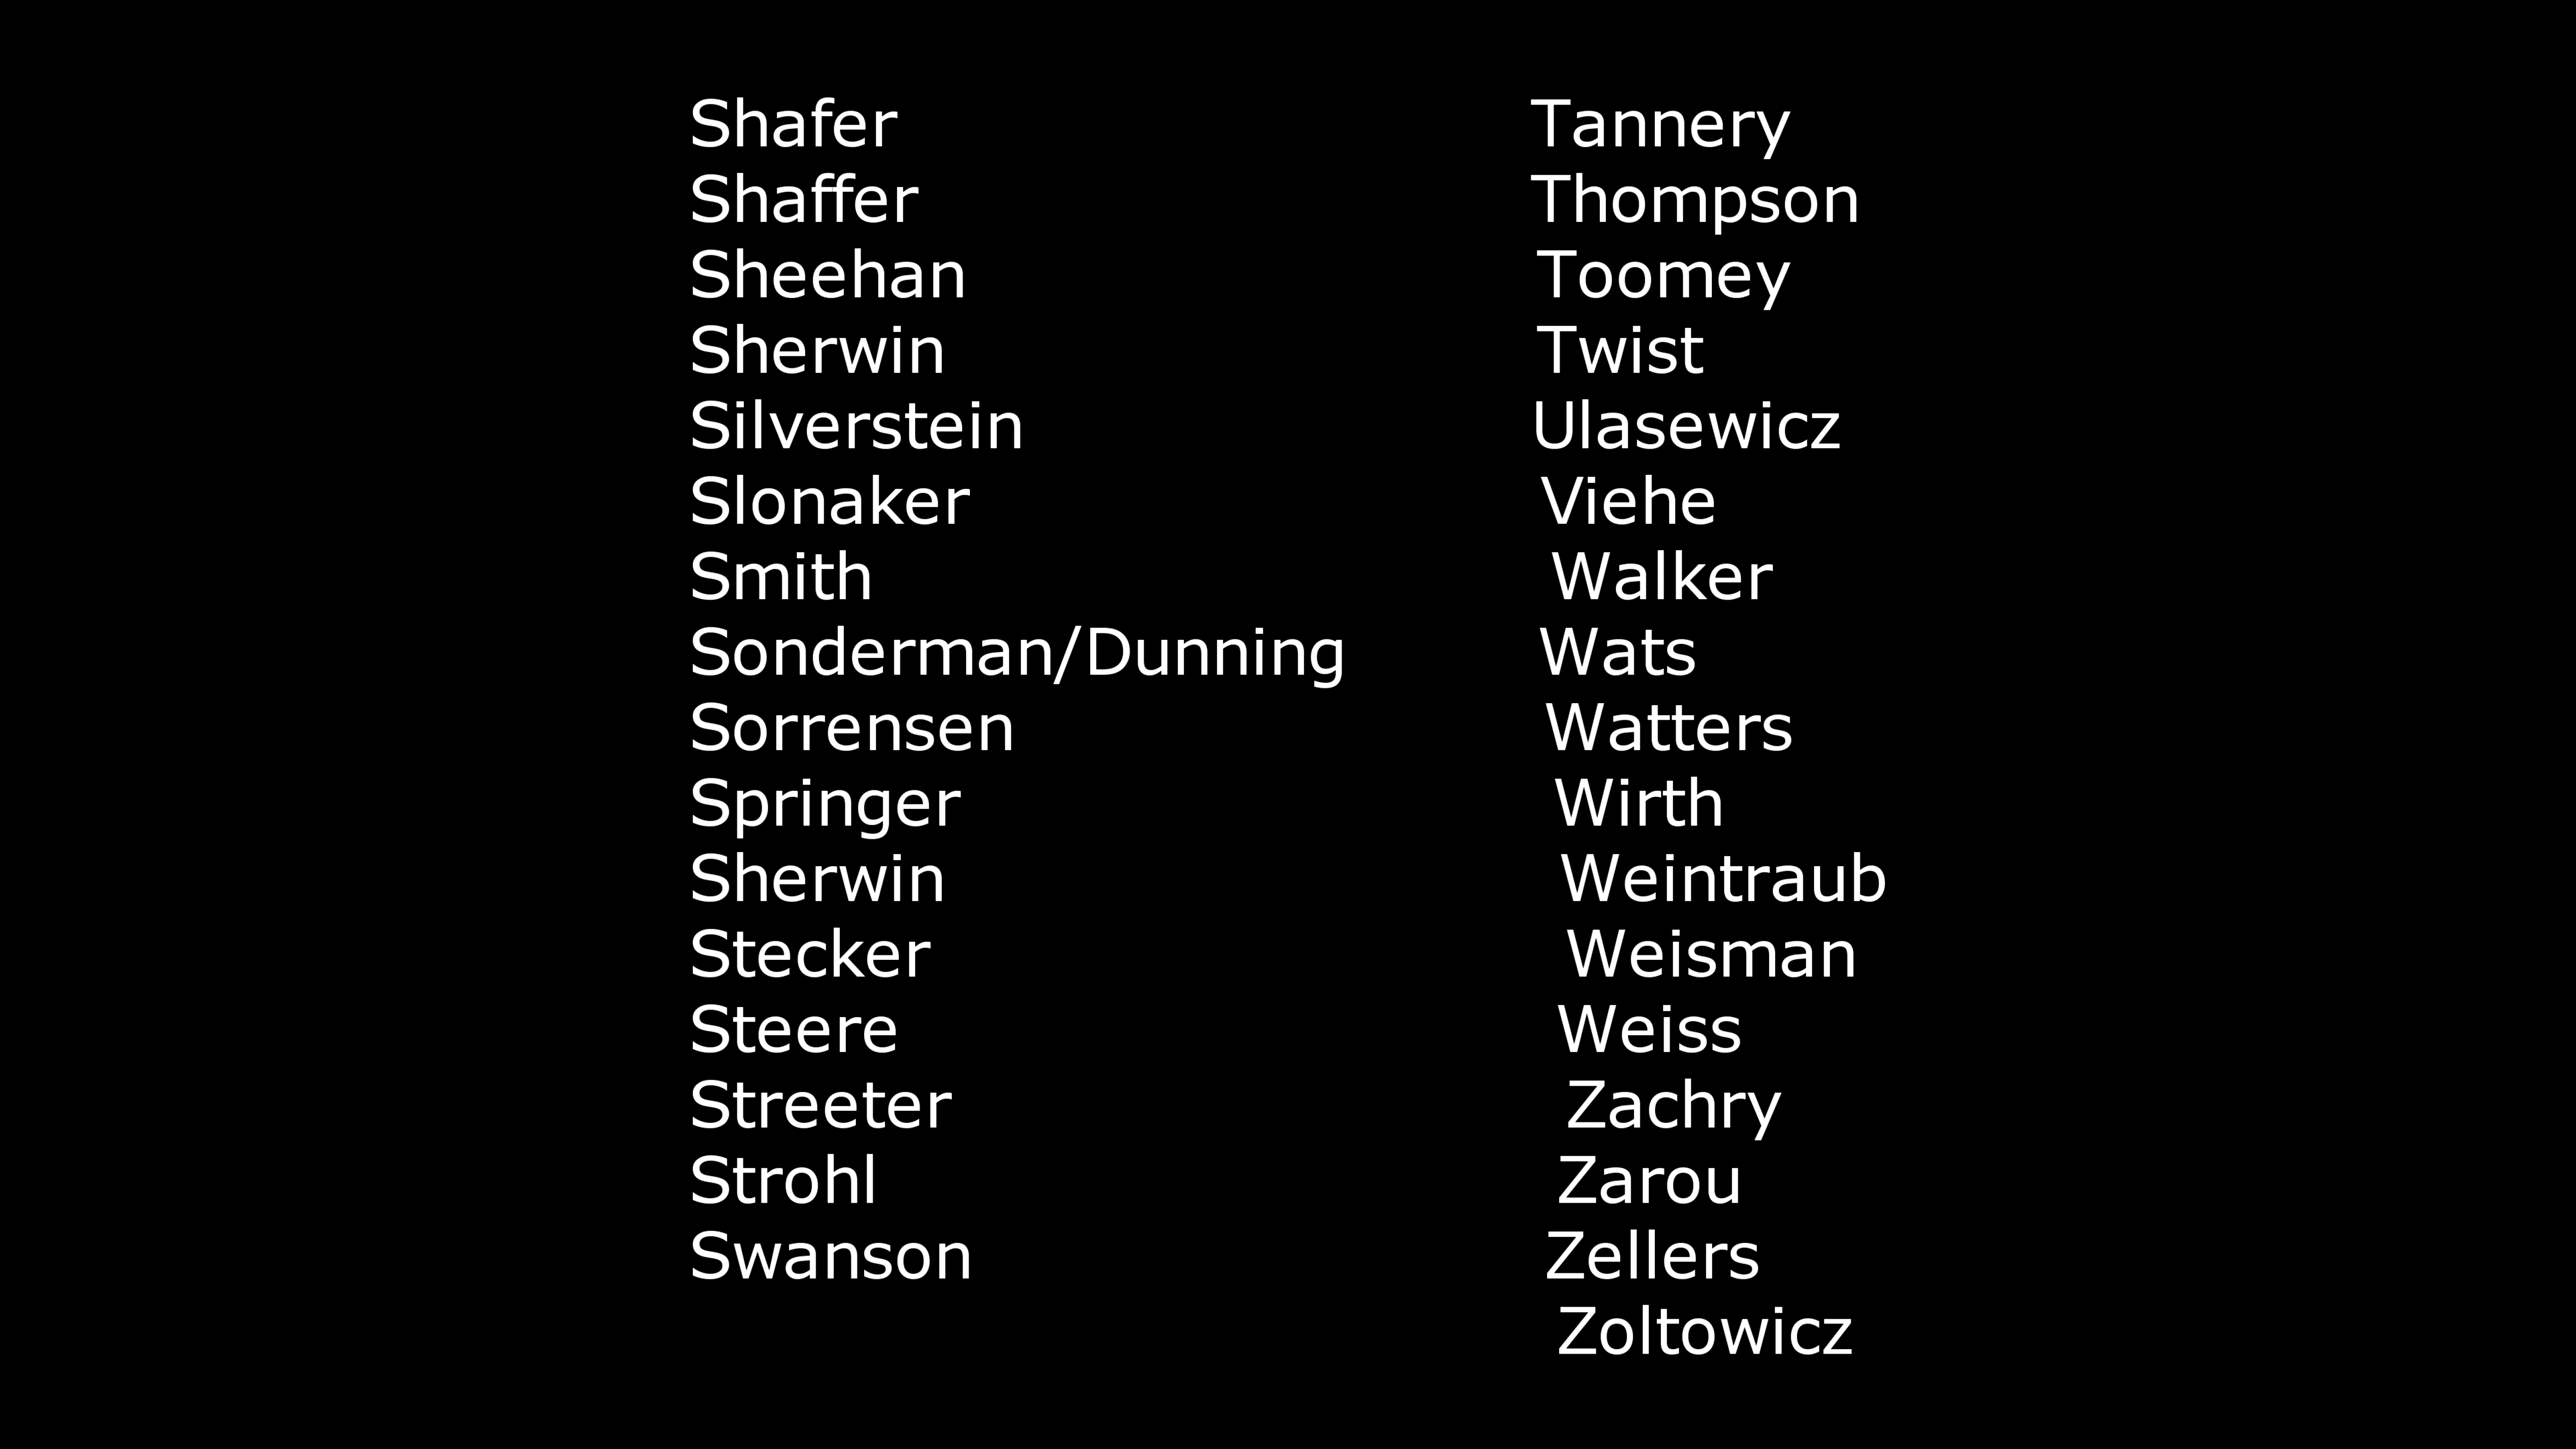 Shafer
Shaffer
Sheehan
Sherwin
Silverstein
Slonaker
Smith
Sonderman/Dunning
Sorrensen
Springer
Sherwin
Stecker
Steere
Streeter
Strohl
Swanson
Tannery
Thompson
Toomey
Twist
Ulasewicz
Viehe
Walker
Wats
Watters
Wirth
Weintraub
Weisman
Weiss
Zachry
Zarou
Zellers
Zoltowicz